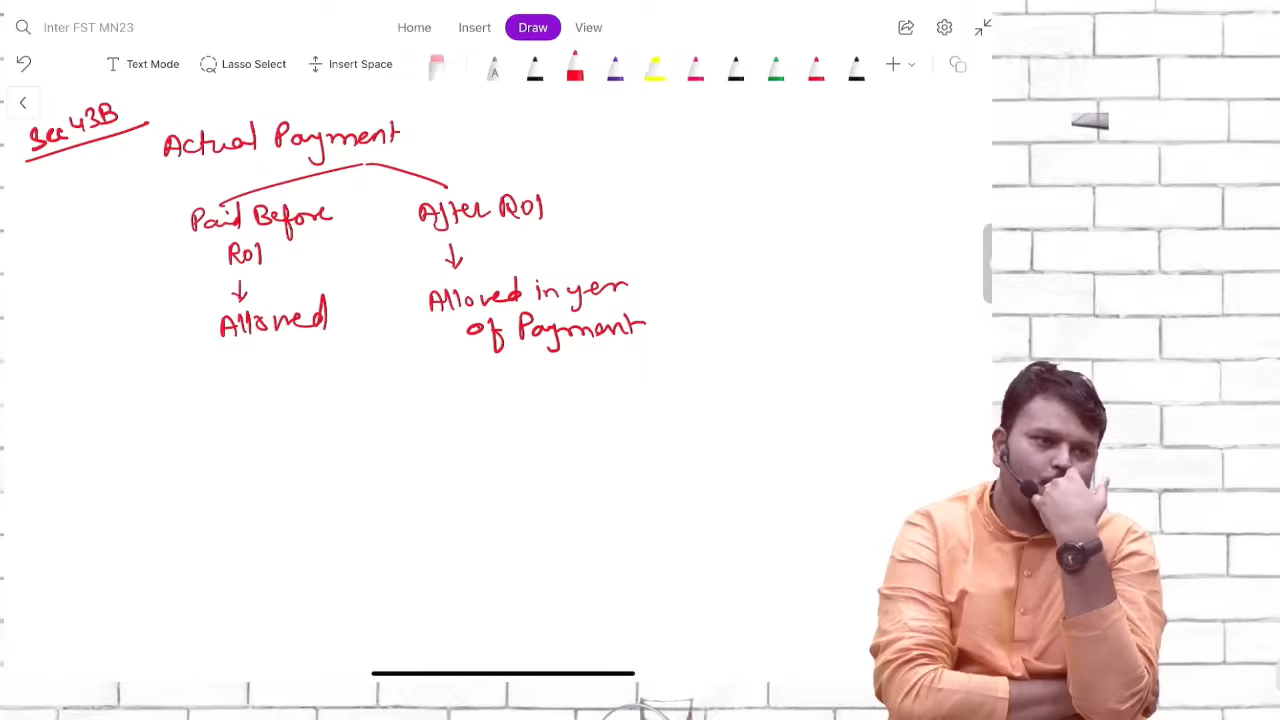 Inter FST MN23
Home Insert Draw View
Text Mode Lasso Select Insert Space
Sec 43B
Actual Payment
Paid Before
ROI
Allowed
After ROI
Allowed in year
of Payment